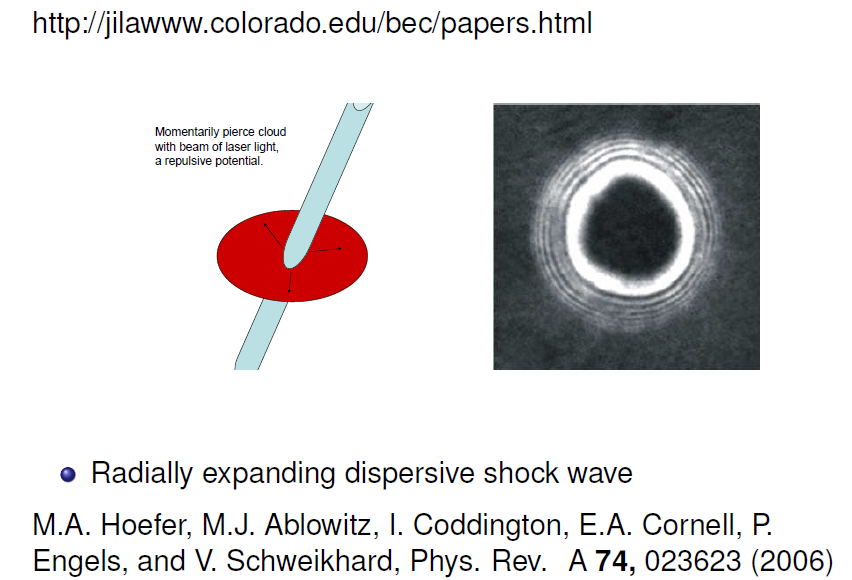 http://jilawww.colorado.edu/bec/papers.html
Momentarily pierce cloud
with beam of laser light,
a repulsive potential.
Radially expanding dispersive shock wave
M.A. Hoefer, M.J. Ablowitz, I. Coddington, E.A. Cornell, P.
Engels, and V. Schweikhard, Phys. Rev. A 74, 023623 (2006)